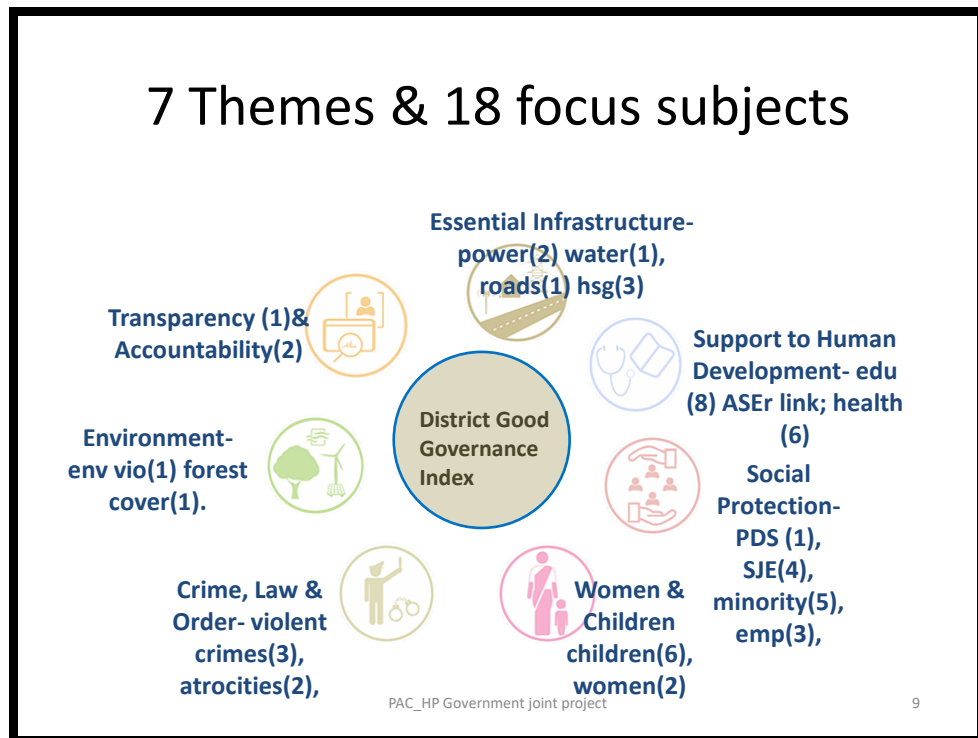 7 Themes & 18 focus subjects
Essential Infrastructure-
power(2) water(1),
roads(1) hsg(3)
Transparency (1)&
Accountability(2)
Support to Human
Development- edu
(8) ASEr link; health
(6)
District Good
Governance
Index
Environment-
env vio(1) forest
cover(1).
Social
Protection-
PDS (1),
SJE(4),
minority(5),
emp(3),
Crime, Law &
Order- violent
crimes(3),
atrocities(2),
Women &
Children
children(6),
women(2)
PAC_HP Government joint project
9